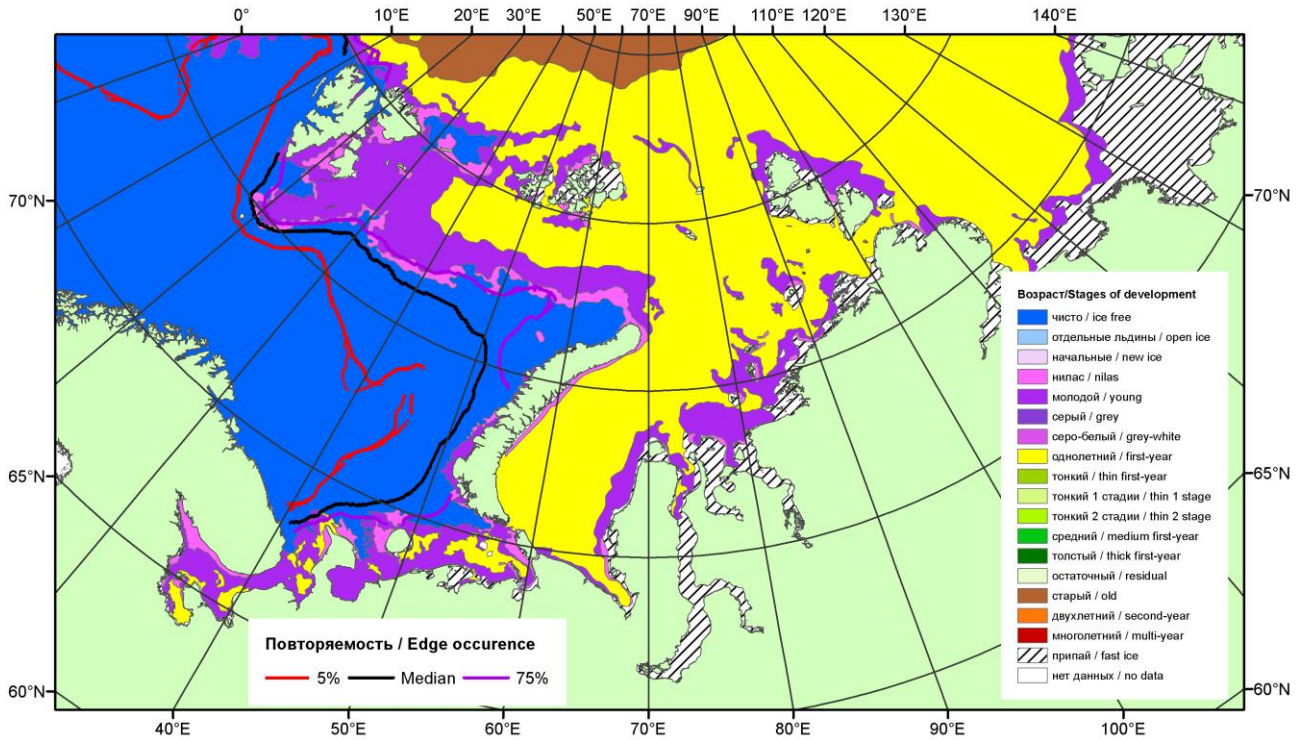 0° 10°E 20°E 30°E 50°E 70°E 90°E 110°E 120°E 130°E 140°E
70°N 70°N
65°N 65°N
60°N 60°N
Возраст/Stages of development
чисто / ice free
отдельные льдины / open ice
начальные / new ice
нилас / nilas
молодой / young
серый / grey
серо-белый / grey-white
однолетний / first-year
тонкий / thin first-year
тонкий 1 стадии / thin 1 stage
тонкий 2 стадии / thin 2 stage
средний / medium first-year
толстый / thick first-year
остаточный / residual
старый / old
двухлетний / second-year
многолетний / multi-year
припай / fast ice
нет данных / no data
Повторяемость / Edge occurence
5% Median 75%
40°E 50°E 60°E 70°E 80°E 90°E 100°E